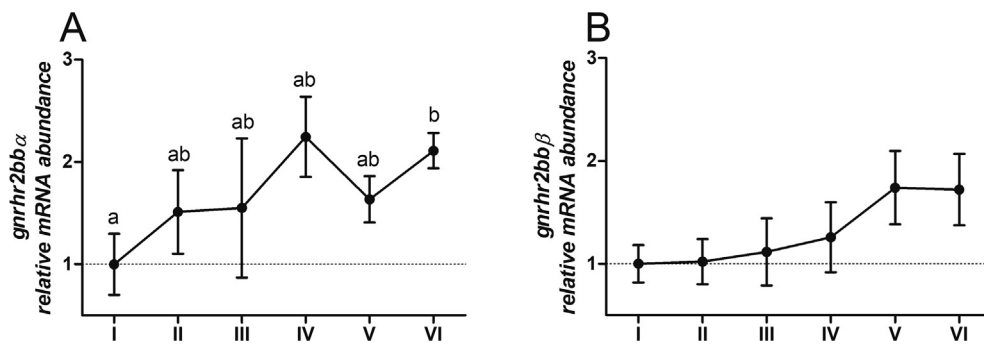 A
gnrhr2bbα
relative mRNA abundance
3
2
1
a
ab
ab
ab
ab
b
I II III IV V VI
B
gnrhr2bbβ
relative mRNA abundance
3
2
1
I II III IV V VI